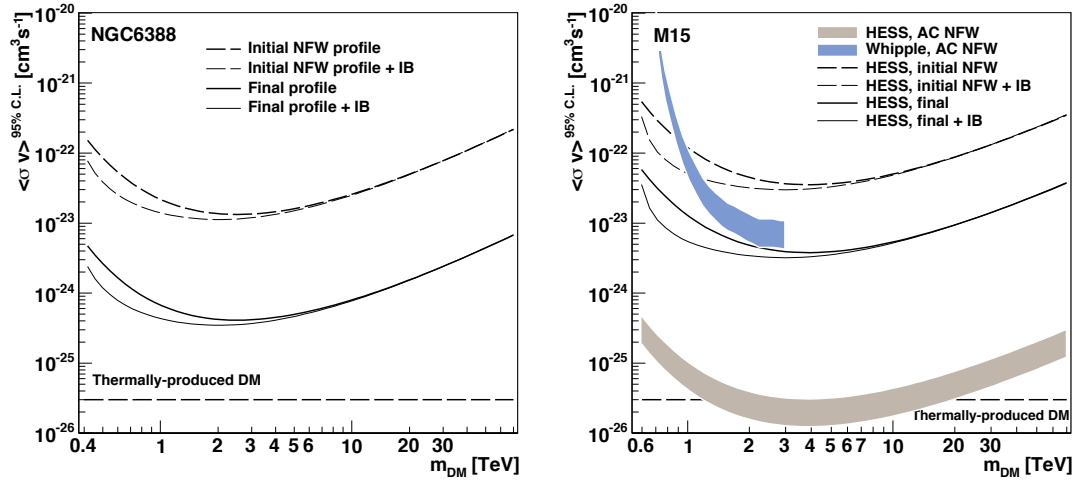 NGC6388
Initial NFW profile
Initial NFW profile + IB
Final profile
Final profile + IB
<σ v> 95% C.L. [cm³s⁻¹]
10⁻²⁰
10⁻²¹
10⁻²²
10⁻²³
10⁻²⁴
10⁻²⁵
10⁻²⁶
Thermally-produced DM
0.4 1 2 3 4 5 6 10 20 30
m_DM [TeV]
M15
HESS, AC NFW
Whipple, AC NFW
HESS, initial NFW
HESS, initial NFW + IB
HESS, final
HESS, final + IB
<σ v> 95% C.L. [cm³s⁻¹]
10⁻²⁰
10⁻²¹
10⁻²²
10⁻²³
10⁻²⁴
10⁻²⁵
10⁻²⁶
Thermally-produced DM
0.6 1 2 3 4 5 6 7 10 20 30
m_DM [TeV]